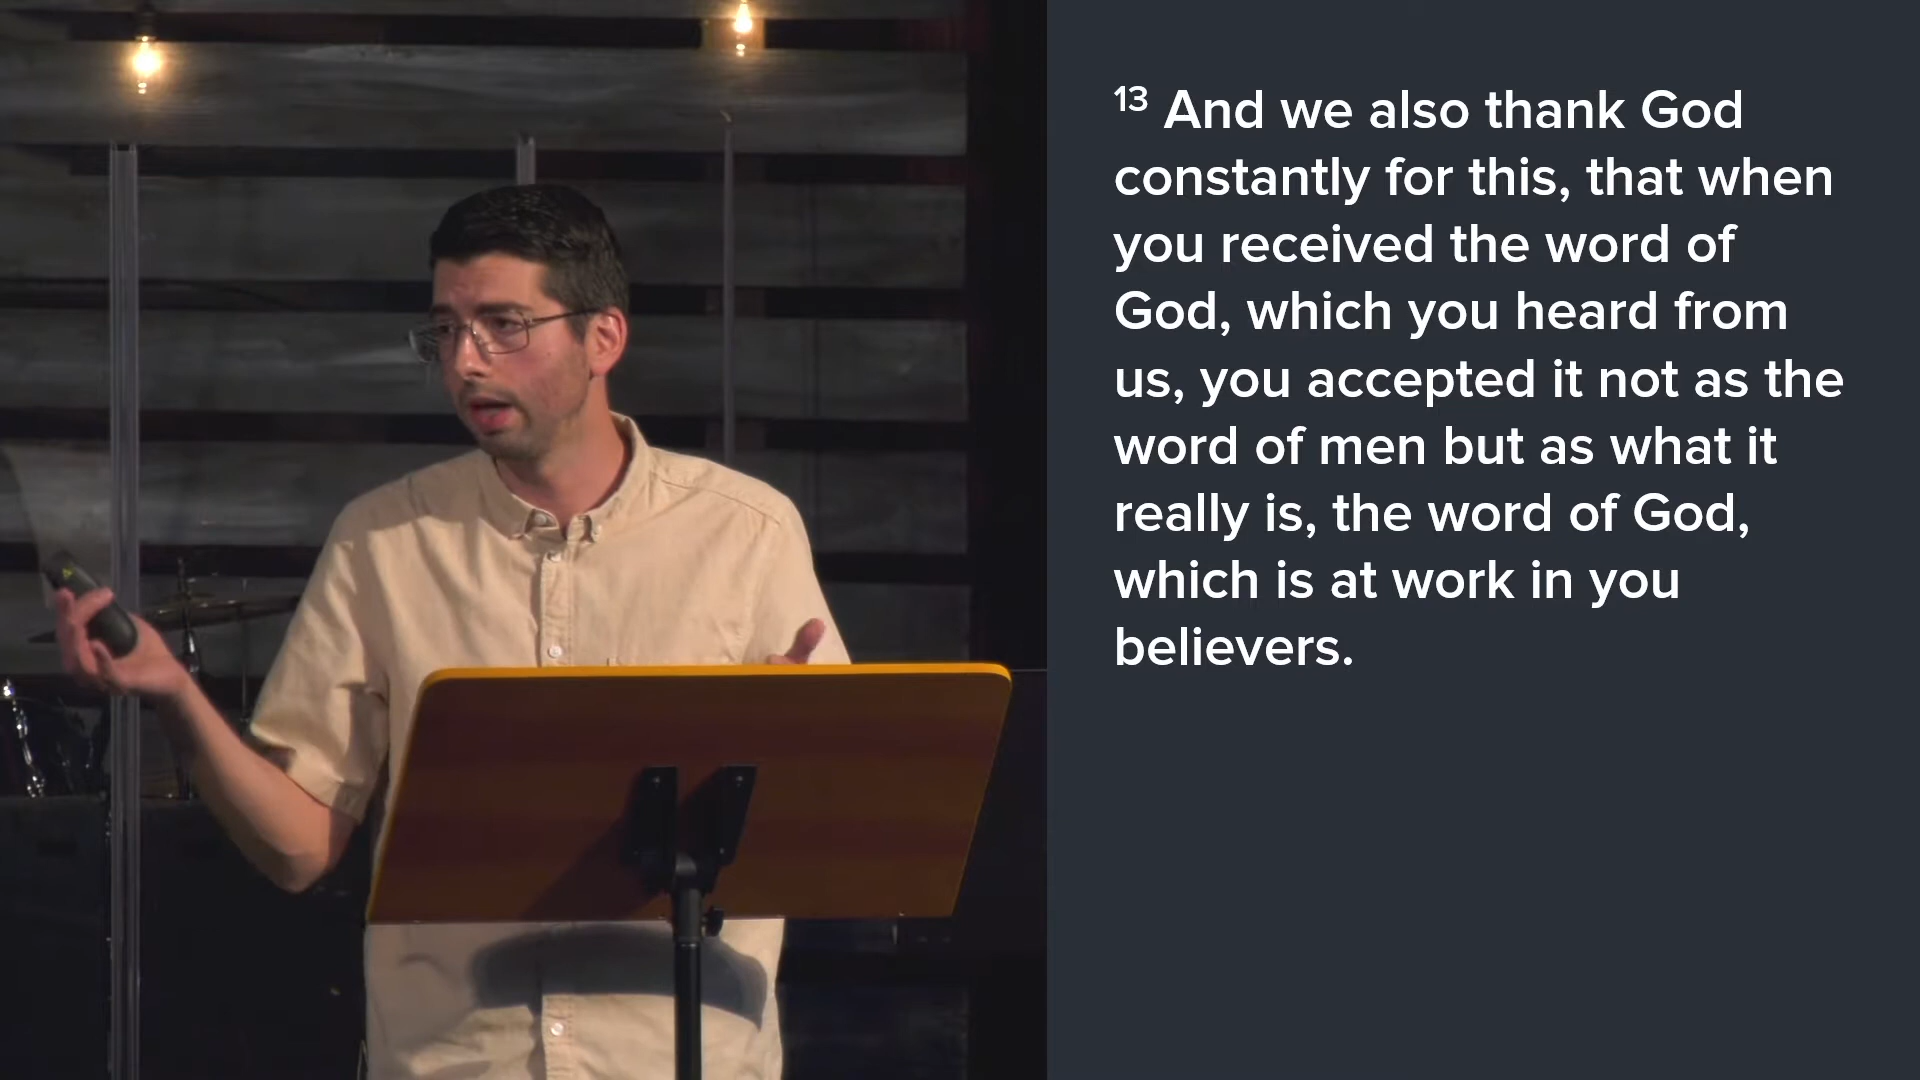 13 And we also thank God
constantly for this, that when
you received the word of
God, which you heard from
us, you accepted it not as the
word of men but as what it
really is, the word of God,
which is at work in you
believers.